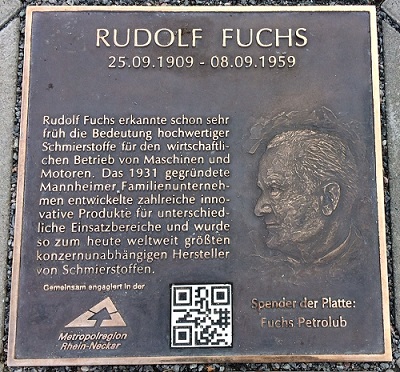 RUDOLF FUCHS
25.09.1909 - 08.09.1959
Rudolf Fuchs erkannte schon sehr
früh die Bedeutung hochwertiger
Schmierstoffe für den wirtschaft-
lichen Betrieb von Maschinen und
Motoren. Das 1931 gegründete
Mannheimer Familienunterneh-
men entwickelte zahlreiche inno-
vative Produkte für unterschied-
liche Einsatzbereiche und wurde
so zum heute weltweit größten
konzernunabhängigen Hersteller
von Schmierstoffen.
Gemeinsam engagiert in der
Metropolregion
Rhein-Neckar
Spender der Platte:
Fuchs Petrolub